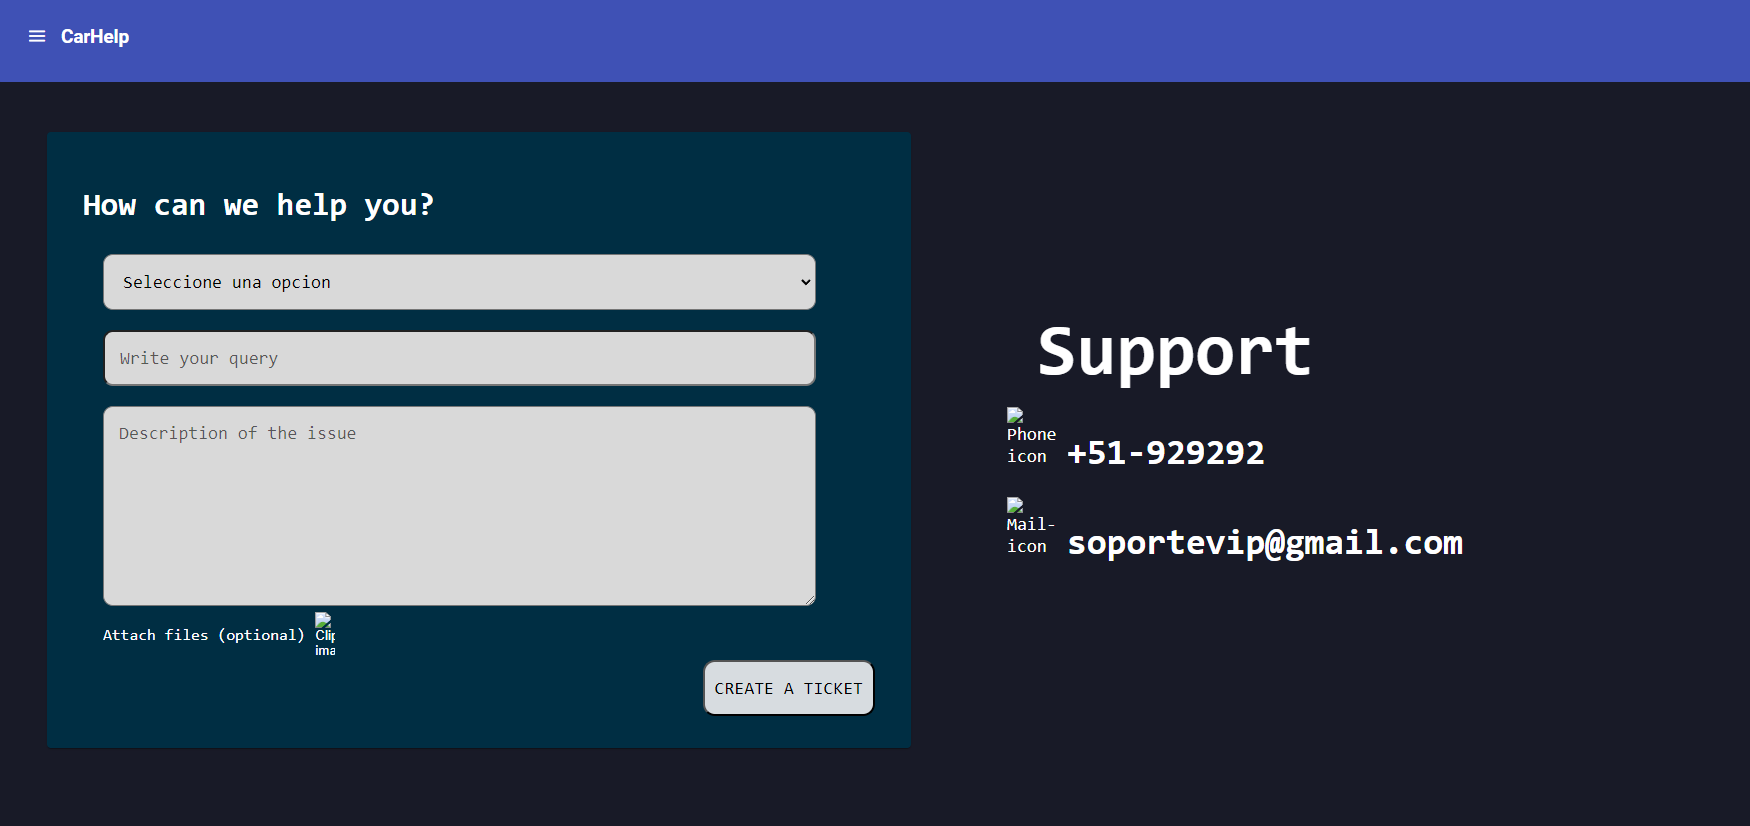 CarHelp
How can we help you?
Seleccione una opcion
Write your query
Description of the issue
Attach files (optional)
Clip
ima
CREATE A TICKET
Support
Phone
icon
+51-929292
Mail-
icon
soportevip@gmail.com